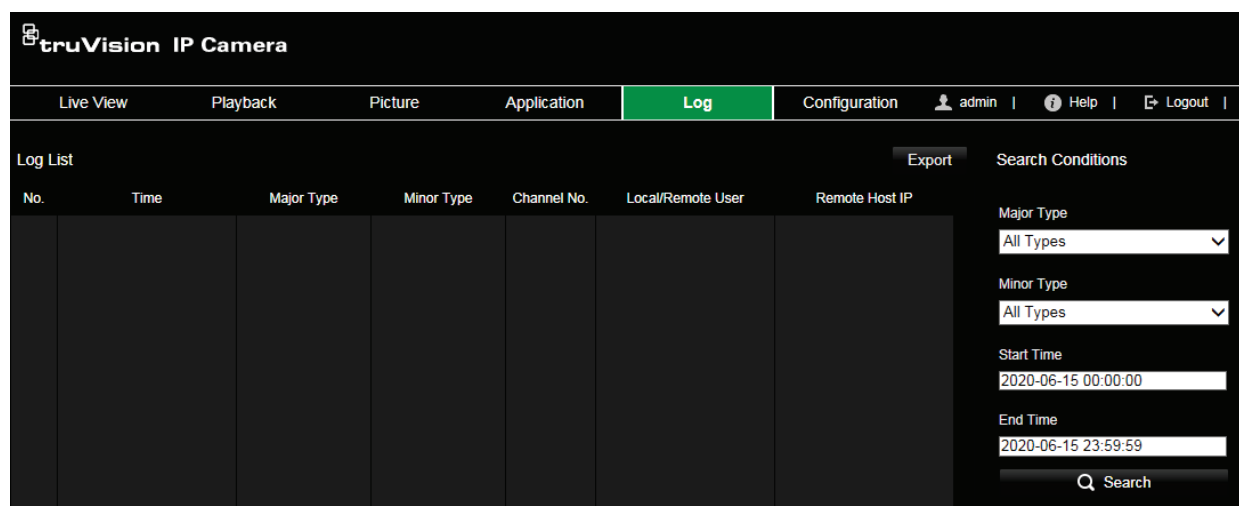 truVision IP Camera
Live View Playback Picture Application Log Configuration admin | Help | Logout |
Log List Export Search Conditions
No. Time Major Type Minor Type Channel No. Local/Remote User Remote Host IP
Major Type
All Types
Minor Type
All Types
Start Time
2020-06-15 00:00:00
End Time
2020-06-15 23:59:59
Search